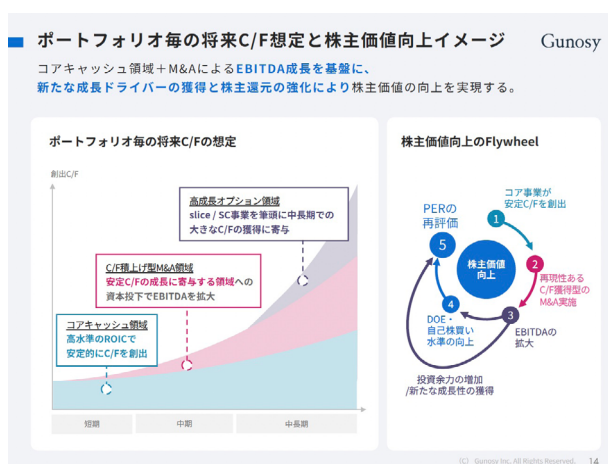 ポートフォリオ毎の将来C/F想定と株主価値向上イメージ
Gunosy
コアキャッシュ領域＋M&AによるEBITDA成長を基盤に、
新たな成長ドライバーの獲得と株主還元の強化により株主価値の向上を実現する。
ポートフォリオ毎の将来C/Fの想定
創出C/F
高成長オプション領域
slice / SC事業を筆頭に中長期での
大きなC/Fの獲得に寄与
C/F積上げ型M&A領域
安定C/Fの成長に寄与する領域への
資本投下でEBITDAを拡大
コアキャッシュ領域
高水準のROICで
安定的にC/Fを創出
短期
中期
中長期
株主価値向上のFlywheel
コア事業が
安定C/Fを創出
1
PERの
再評価
5
株主価値
向上
2
再現性ある
C/F獲得型の
M&A実施
4
3
DOE・
自己株買い
水準の向上
EBITDAの
拡大
投資余力の増加
/新たな成長性の獲得
(C) Gunosy Inc. All Rights Reserved.
14